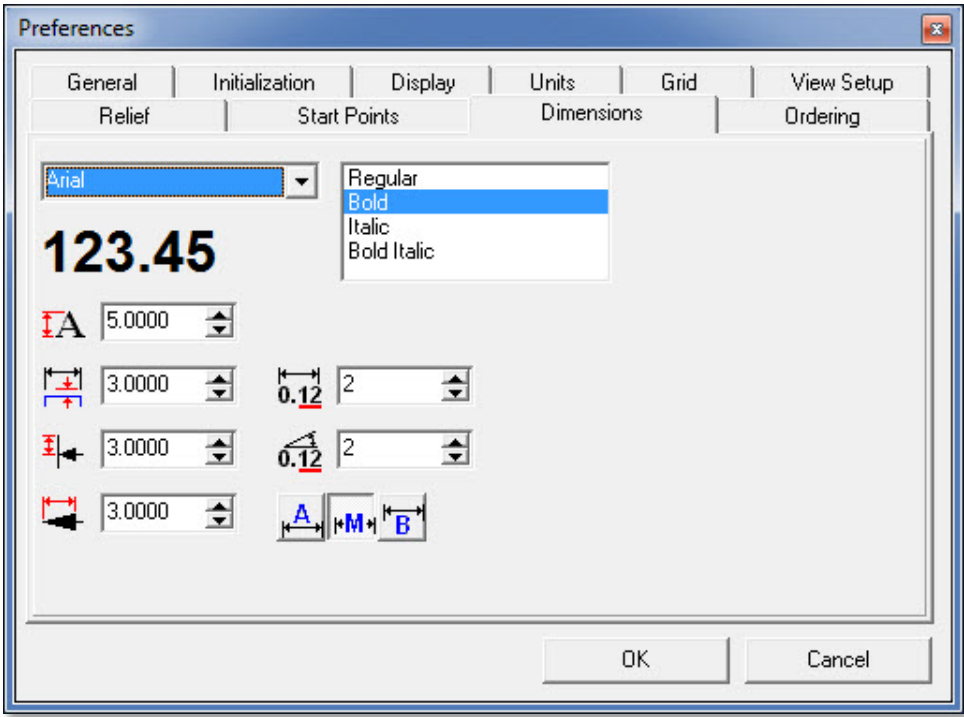 Preferences
General Initialization Display Units Grid View Setup
Relief Start Points Dimensions Ordering
Arial
Regular
Bold
Italic
Bold Italic
123.45
A 5.0000
3.0000 0.12 2
3.0000 0.12 2
3.0000 A M B
OK Cancel